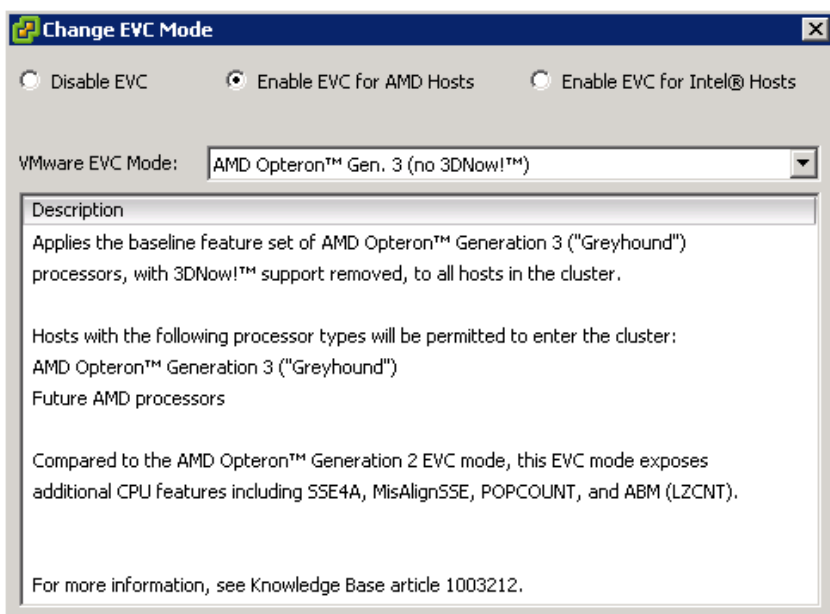 Change EVC Mode
Disable EVC Enable EVC for AMD Hosts Enable EVC for Intel® Hosts
VMware EVC Mode: AMD Opteron™ Gen. 3 (no 3DNow!™)
Description
Applies the baseline feature set of AMD Opteron™ Generation 3 ("Greyhound")
processors, with 3DNow!™ support removed, to all hosts in the cluster.
Hosts with the following processor types will be permitted to enter the cluster:
AMD Opteron™ Generation 3 ("Greyhound")
Future AMD processors
Compared to the AMD Opteron™ Generation 2 EVC mode, this EVC mode exposes
additional CPU features including SSE4A, MisAlignSSE, POPCOUNT, and ABM (LZCNT).
For more information, see Knowledge Base article 1003212.